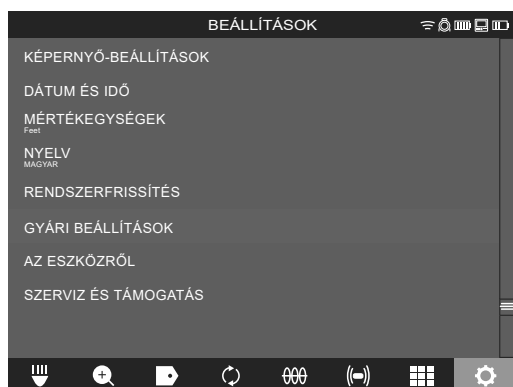 BEÁLLÍTÁSOK
KÉPERNYŐ-BEÁLLÍTÁSOK
DÁTUM ÉS IDŐ
MÉRTÉKEGYSÉGEK
Feet
NYELV
MAGYAR
RENDSZERFRISSÍTÉS
GYÁRI BEÁLLÍTÁSOK
AZ ESZKÖZRŐL
SZERVIZ ÉS TÁMOGATÁS